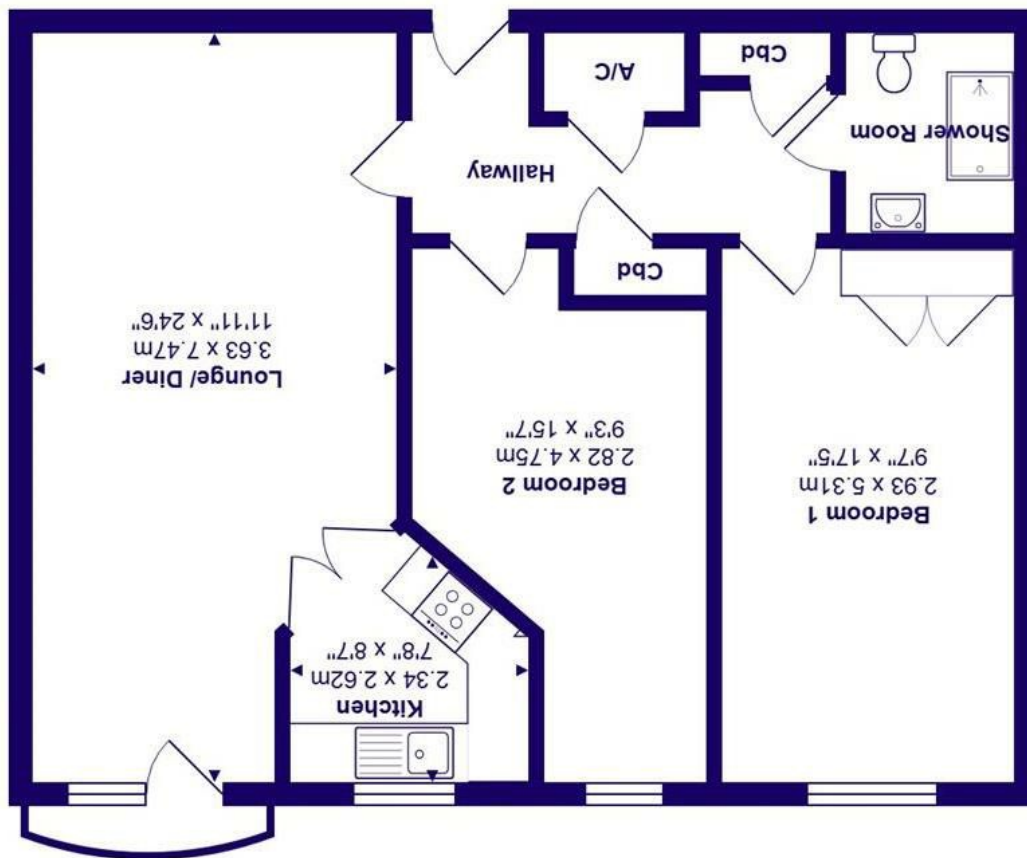 Kitchen
2.34 x 2.62m
7'8" x 8'7"
Bedroom 1
2.93 x 5.31m
9'7" x 17'5"
Bedroom 2
2.82 x 4.75m
9'3" x 15'7"
Lounge/ Diner
3.63 x 7.47m
11'11" x 24'6"
Cbd
Hallway
Shower Room
Cbd
A/C